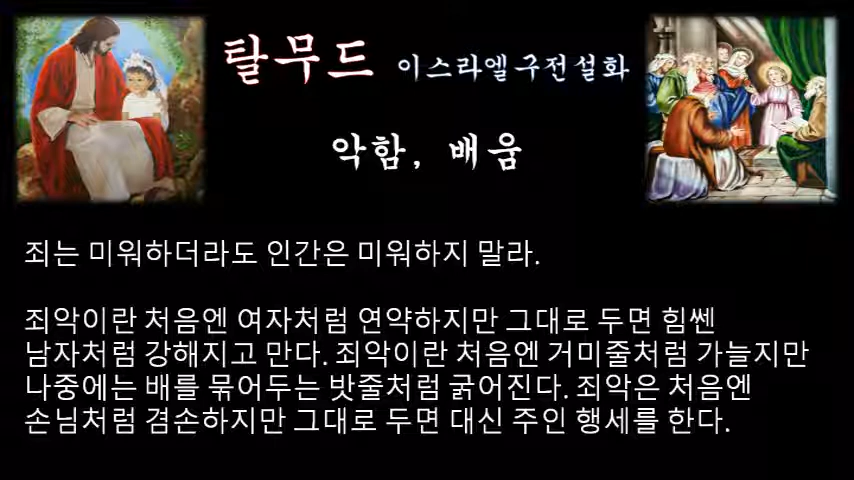 탈무드 이스라엘구전설화
악함, 배움
죄는 미워하더라도 인간은 미워하지 말라.
죄악이란 처음엔 여자처럼 연약하지만 그대로 두면 힘쎈
남자처럼 강해지고 만다. 죄악이란 처음엔 거미줄처럼 가늘지만
나중에는 배를 묶어두는 밧줄처럼 굵어진다. 죄악은 처음엔
손님처럼 겸손하지만 그대로 두면 대신 주인 행세를 한다.